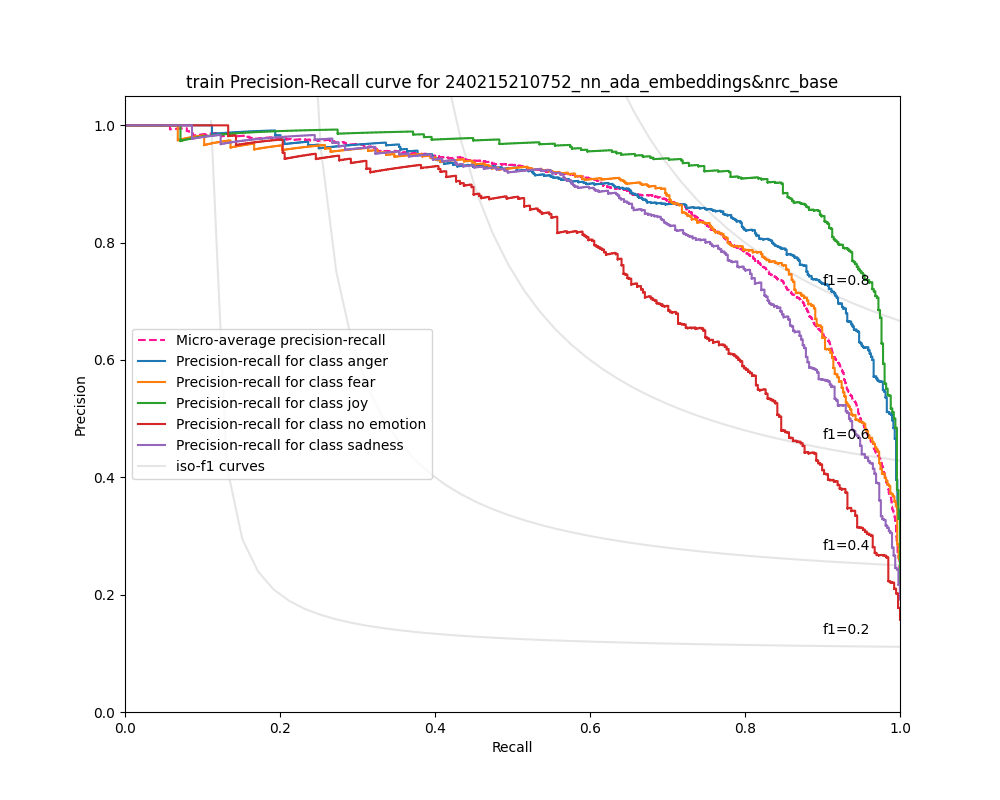 train Precision-Recall curve for 240215210752_nn_ada_embeddings&nrc_base
1.0
0.8
0.6
0.4
0.2
0.0
Precision
f1=0.8
f1=0.6
f1=0.4
f1=0.2
Micro-average precision-recall
Precision-recall for class anger
Precision-recall for class fear
Precision-recall for class joy
Precision-recall for class no emotion
Precision-recall for class sadness
iso-f1 curves
0.0 0.2 0.4 0.6 0.8 1.0
Recall